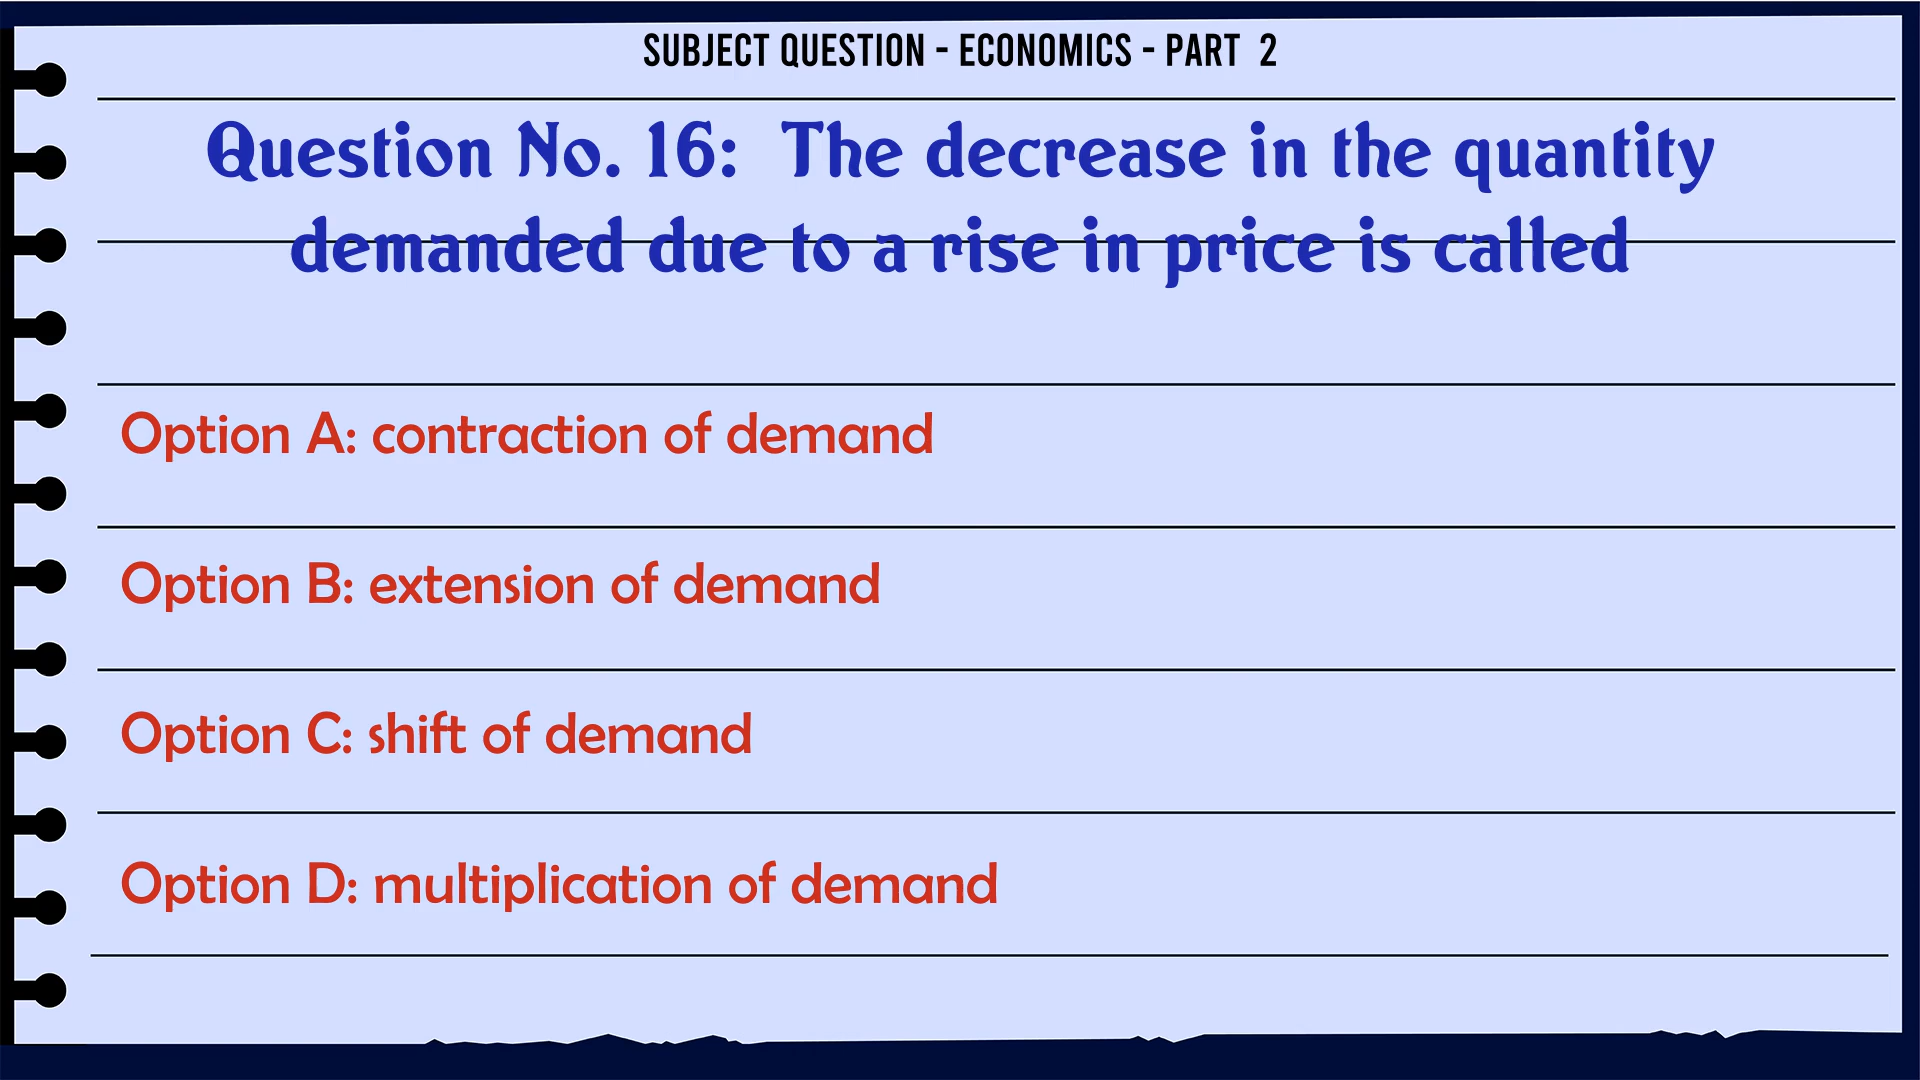 SUBJECT QUESTION - ECONOMICS - PART 2
Question No. 16: The decrease in the quantity
demanded due to a rise in price is called
Option A: contraction of demand
Option B: extension of demand
Option C: shift of demand
Option D: multiplication of demand